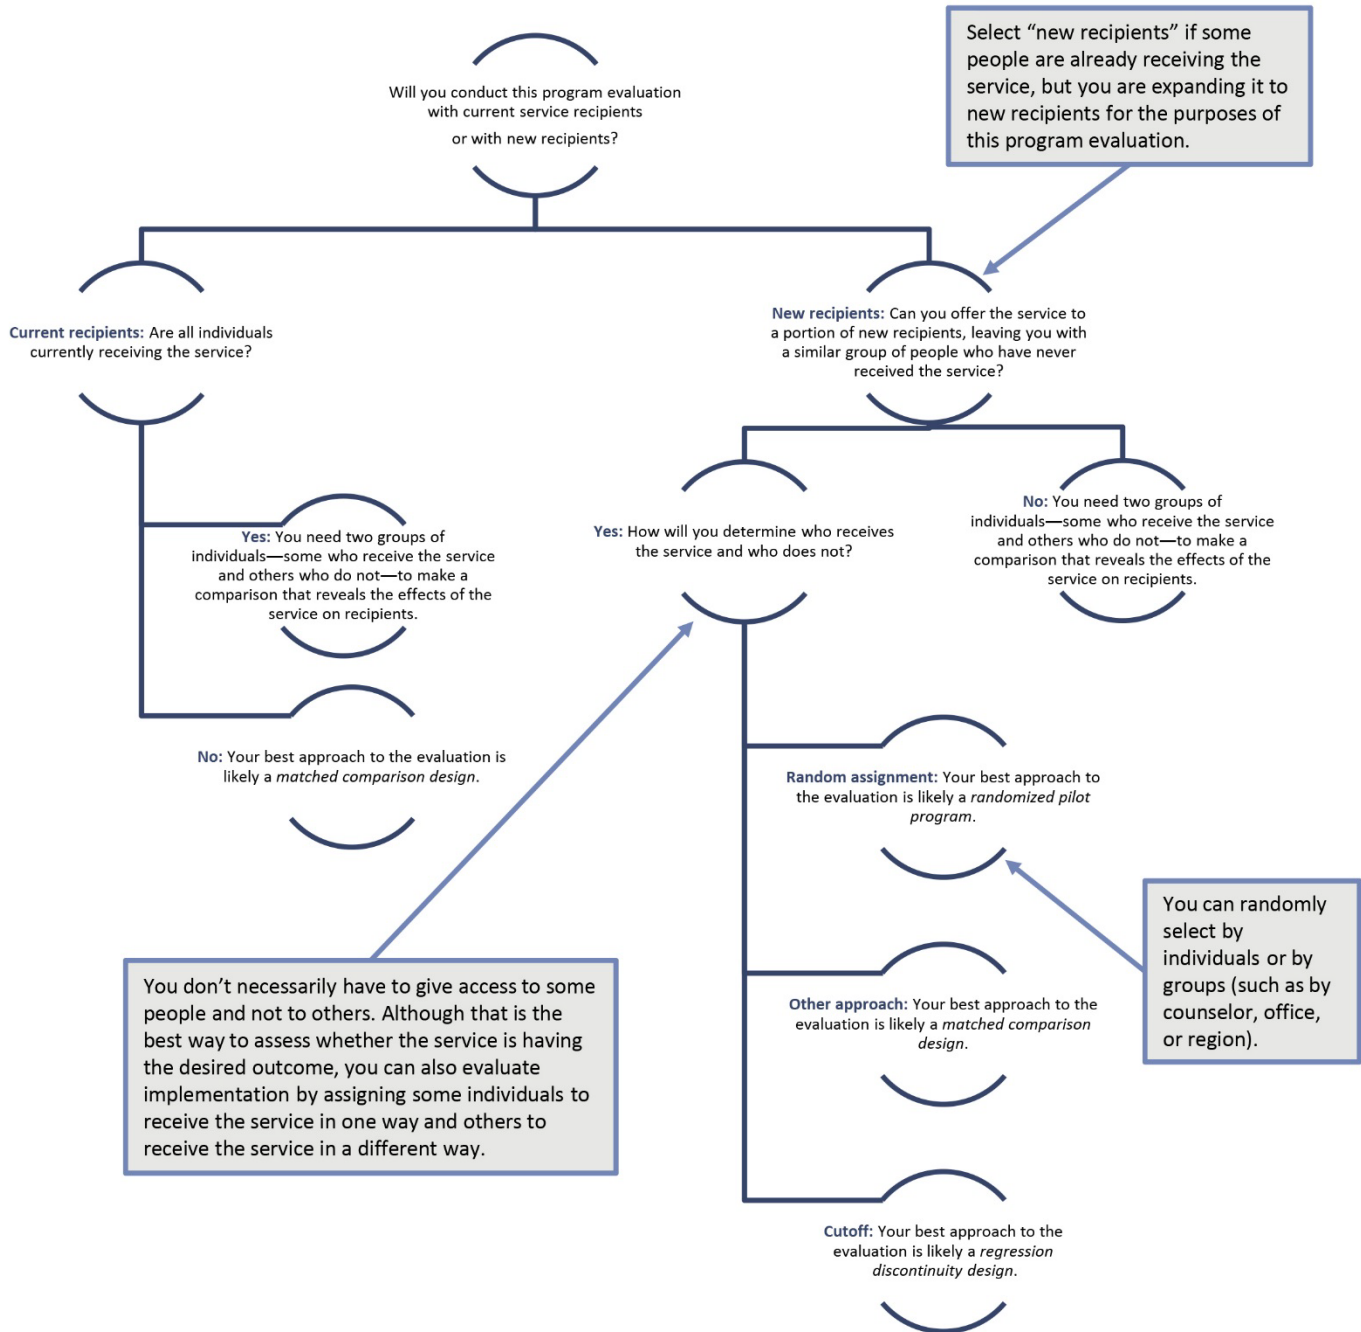 Will you conduct this program evaluation
with current service recipients
or with new recipients?
Select “new recipients” if some
people are already receiving the
service, but you are expanding it to
new recipients for the purposes of
this program evaluation.
Current recipients: Are all individuals
currently receiving the service?
New recipients: Can you offer the service to
a portion of new recipients, leaving you with
a similar group of people who have never
received the service?
Yes: You need two groups of
individuals—some who receive the service
and others who do not—to make a
comparison that reveals the effects of the
service on recipients.
No: Your best approach to the evaluation is
likely a matched comparison design.
Yes: How will you determine who receives
the service and who does not?
No: You need two groups of
individuals—some who receive the service
and others who do not—to make a
comparison that reveals the effects of the
service on recipients.
Random assignment: Your best approach to
the evaluation is likely a randomized pilot
program.
You can randomly
select by
individuals or by
groups (such as by
counselor, office,
or region).
You don’t necessarily have to give access to some
people and not to others. Although that is the
best way to assess whether the service is having
the desired outcome, you can also evaluate
implementation by assigning some individuals to
receive the service in one way and others to
receive the service in a different way.
Other approach: Your best approach to the
evaluation is likely a matched comparison
design.
Cutoff: Your best approach to the
evaluation is likely a regression
discontinuity design.